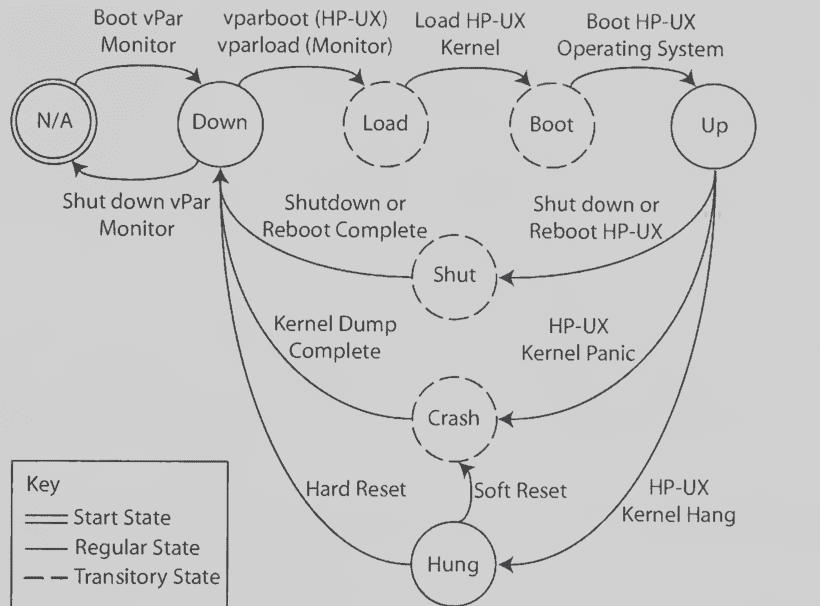 Boot vPar
Monitor
vparboot (HP-UX)
vparload (Monitor)
Load HP-UX
Kernel
Boot HP-UX
Operating System
N/A
Down
Load
Boot
Up
Shut down vPar
Monitor
Shutdown or
Reboot Complete
Shut down or
Reboot HP-UX
Shut
Kernel Dump
Complete
HP-UX
Kernel Panic
Crash
Hard Reset
Soft Reset
HP-UX
Kernel Hang
Hung
Key
Start State
Regular State
Transitory State